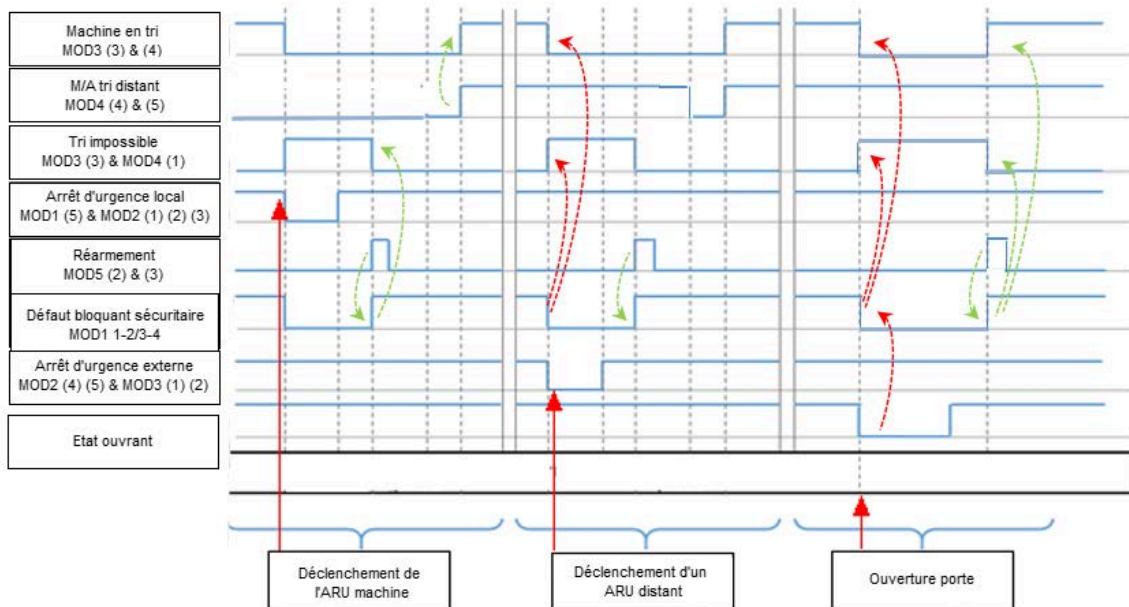 Machine en tri
MOD3 (3) & (4)
M/A tri distant
MOD4 (4) & (5)
Tri impossible
MOD3 (3) & MOD4 (1)
Arrêt d'urgence local
MOD1 (5) & MOD2 (1) (2) (3)
Réarmement
MOD5 (2) & (3)
Défaut bloquant sécuritaire
MOD1 1-2/3-4
Arrêt d'urgence externe
MOD2 (4) (5) & MOD3 (1) (2)
Etat ouvrant
Déclenchement de
l'ARU machine
Déclenchement d'un
ARU distant
Ouverture porte